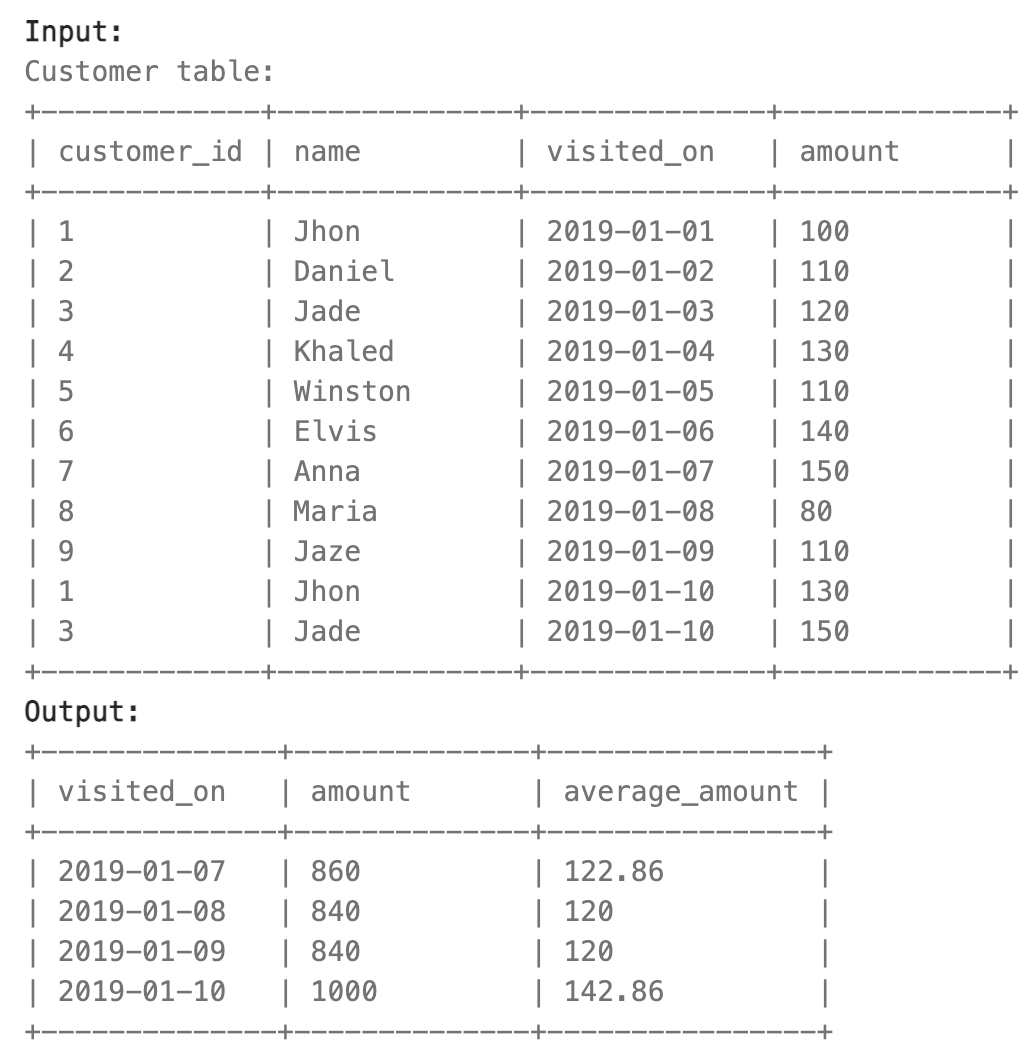 Input:
Customer table:
+-------------+--------------+--------------+-------------+
| customer_id | name         | visited_on   | amount      |
+-------------+--------------+--------------+-------------+
| 1           | Jhon         | 2019-01-01   | 100         |
| 2           | Daniel       | 2019-01-02   | 110         |
| 3           | Jade         | 2019-01-03   | 120         |
| 4           | Khaled       | 2019-01-04   | 130         |
| 5           | Winston      | 2019-01-05   | 110         |
| 6           | Elvis        | 2019-01-06   | 140         |
| 7           | Anna         | 2019-01-07   | 150         |
| 8           | Maria        | 2019-01-08   | 80          |
| 9           | Jaze         | 2019-01-09   | 110         |
| 1           | Jhon         | 2019-01-10   | 130         |
| 3           | Jade         | 2019-01-10   | 150         |
+-------------+--------------+--------------+-------------+
Output:
+--------------+--------------+----------------+
| visited_on   | amount       | average_amount |
+--------------+--------------+----------------+
| 2019-01-07   | 860          | 122.86         |
| 2019-01-08   | 840          | 120            |
| 2019-01-09   | 840          | 120            |
| 2019-01-10   | 1000         | 142.86         |
+--------------+--------------+----------------+